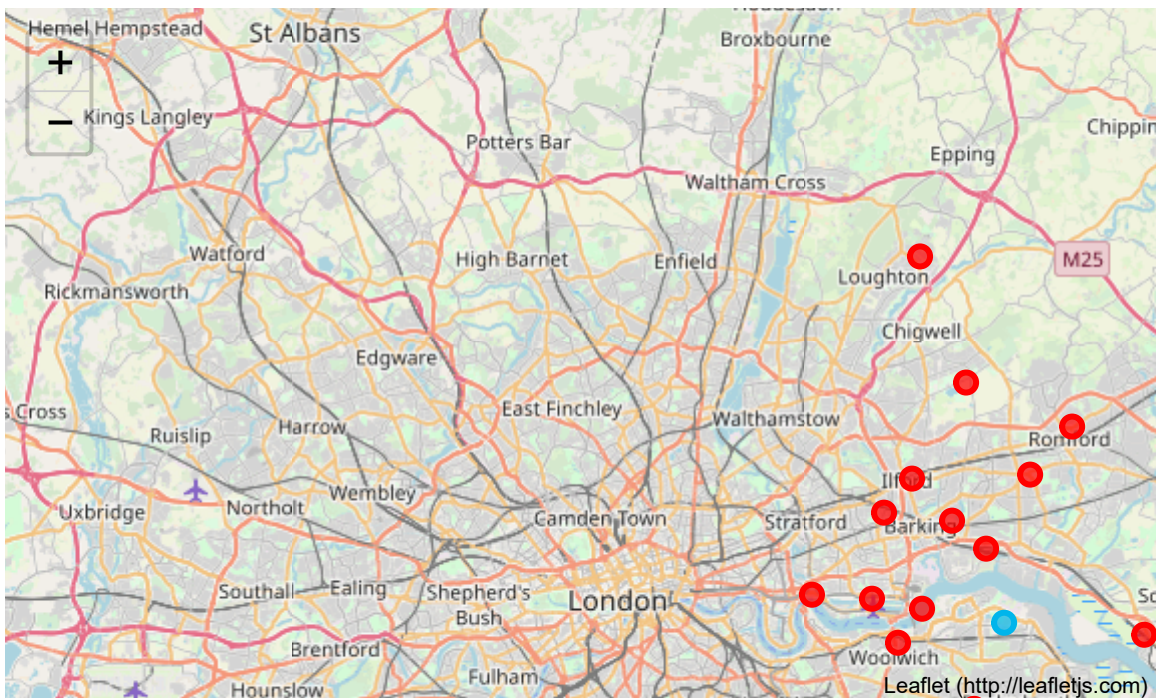 Hemel Hempstead
St Albans
Broxbourne
+
−
Kings Langley
Chippin
Potters Bar
Epping
Waltham Cross
Watford
High Barnet
Enfield
M25
Loughton
Rickmansworth
Chigwell
Edgware
s Cross
East Finchley
Walthamstow
Ruislip
Harrow
Romford
Ilford
Wembley
Northolt
Uxbridge
Camden Town
Stratford
Barking
Southall
Ealing
Shepherd's
Bush
London
Brentford
Woolwich
Fulham
Hounslow
Leaflet (http://leafletjs.com)